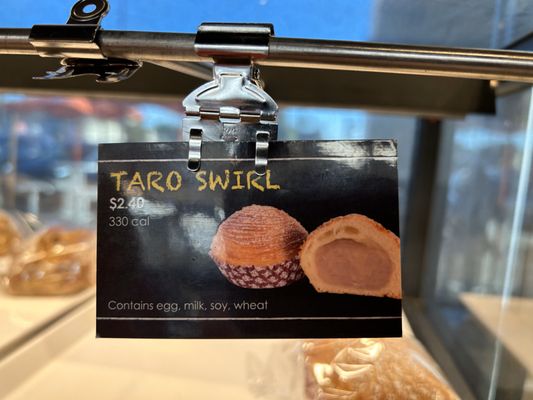 TARO SWIRL
$2.40
330 cal
Contains egg, milk, soy, wheat